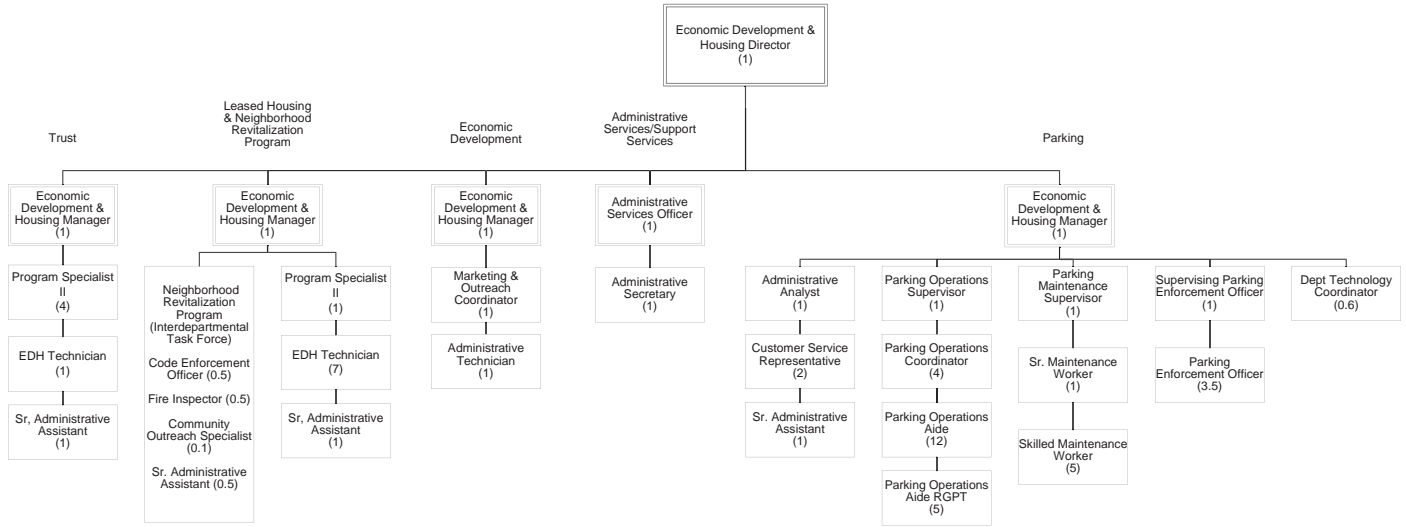 Economic Development &
Housing Director
(1)
Trust
Leased Housing
& Neighborhood
Revitalization
Program
Economic
Development
Administrative
Services/Support
Services
Parking
Economic
Development &
Housing Manager
(1)
Economic
Development &
Housing Manager
(1)
Economic
Development &
Housing Manager
(1)
Administrative
Services Officer
(1)
Economic
Development &
Housing Manager
(1)
Program Specialist
II
(4)
EDH Technician
(1)
Sr, Administrative
Assistant
(1)
Neighborhood
Revitalization
Program
(Interdepartmental
Task Force)
Code Enforcement
Officer (0.5)
Fire Inspector (0.5)
Community
Outreach Specialist
(0.1)
Sr. Administrative
Assistant (0.5)
Program Specialist
II
(1)
EDH Technician
(7)
Sr, Administrative
Assistant
(1)
Marketing &
Outreach
Coordinator
(1)
Administrative
Technician
(1)
Administrative
Secretary
(1)
Administrative
Analyst
(1)
Customer Service
Representative
(2)
Sr. Administrative
Assistant
(1)
Parking Operations
Supervisor
(1)
Parking Operations
Coordinator
(4)
Parking Operations
Aide
(12)
Parking Operations
Aide RGPT
(5)
Parking
Maintenance
Supervisor
(1)
Sr. Maintenance
Worker
(1)
Skilled Maintenance
Worker
(5)
Supervising Parking
Enforcement Officer
(1)
Parking
Enforcement Officer
(3.5)
Dept Technology
Coordinator
(0.6)